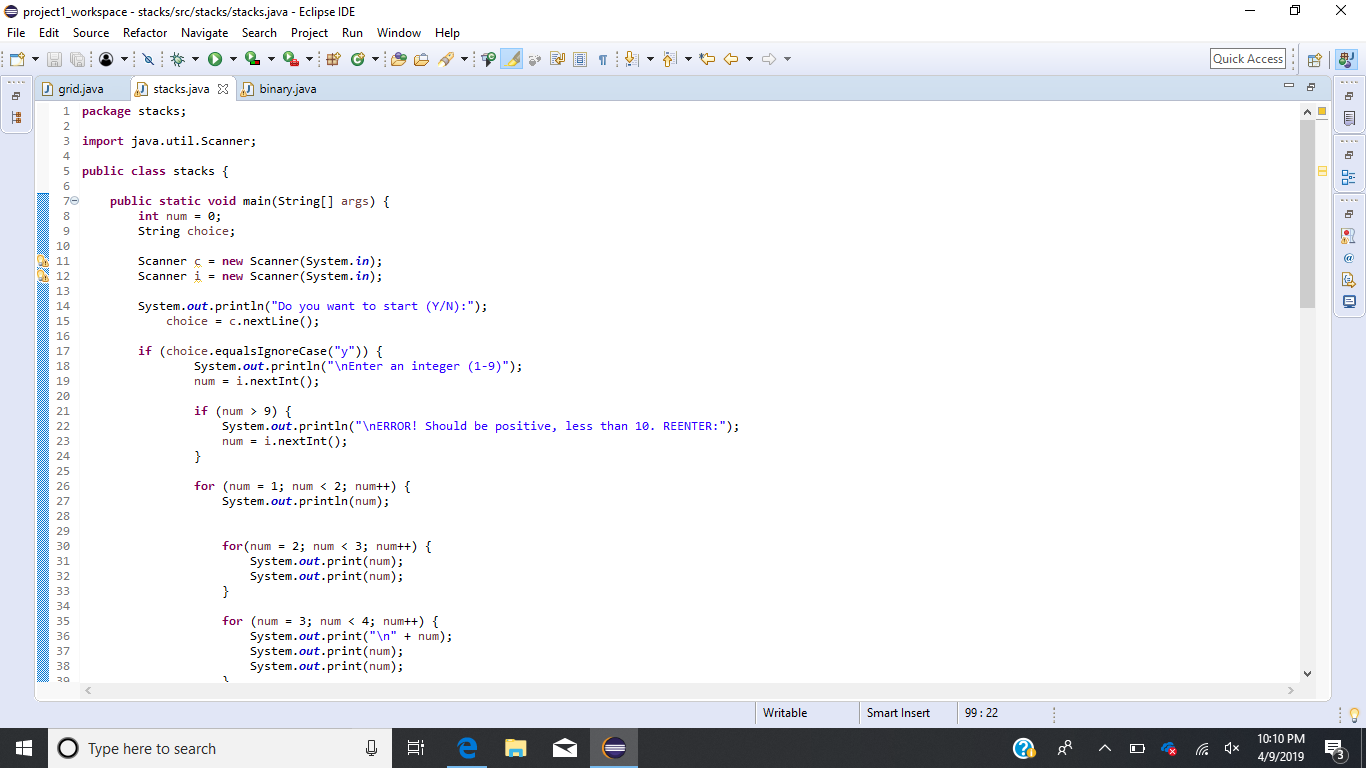 project1_workspace - stacks/src/stacks/stacks.java - Eclipse IDE
File Edit Source Refactor Navigate Search Project Run Window Help
Quick Access
grid.java stacks.java binary.java
1 package stacks;
2
3 import java.util.Scanner;
4
5 public class stacks {
6
7 public static void main(String[] args) {
8 int num = 0;
9 String choice;
10
11 Scanner c = new Scanner(System.in);
12 Scanner i = new Scanner(System.in);
13
14 System.out.println("Do you want to start (Y/N):");
15 choice = c.nextLine();
16
17 if (choice.equalsIgnoreCase("y")) {
18 System.out.println("\nEnter an integer (1-9)");
19 num = i.nextInt();
20
21 if (num > 9) {
22 System.out.println("\nERROR! Should be positive, less than 10. REENTER:");
23 num = i.nextInt();
24 }
25
26 for (num = 1; num < 2; num++) {
27 System.out.println(num);
28
29
30 for(num = 2; num < 3; num++) {
31 System.out.print(num);
32 System.out.print(num);
33 }
34
35 for (num = 3; num < 4; num++) {
36 System.out.print("\n" + num);
37 System.out.print(num);
38 System.out.print(num);
39 }
Writable Smart Insert 99 : 22
Type here to search
10:10 PM
4/9/2019
3